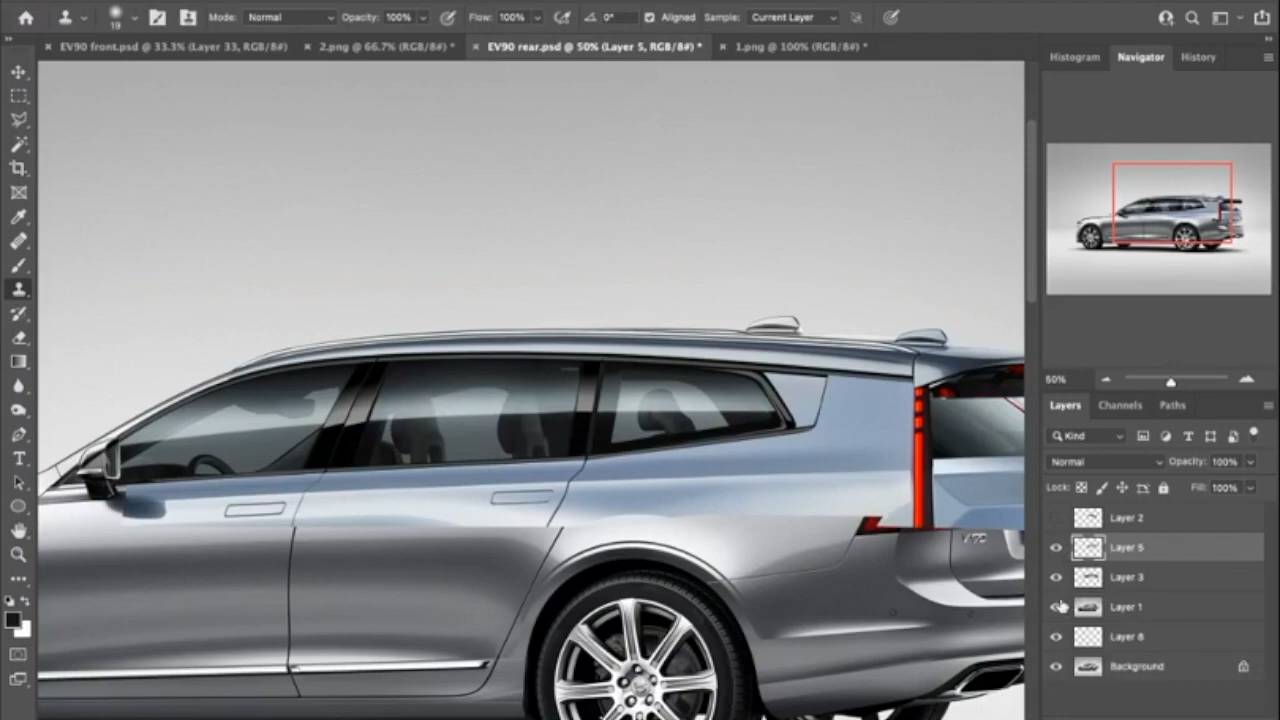 19
Mode: Normal
Opacity: 100%
Flow: 100%
0°
Aligned
Sample: Current Layer
EV90 front.psd @ 33.3% (Layer 33, RGB/8#)
2.png @ 66.7% (RGB/8#) *
EV90 rear.psd @ 50% (Layer 5, RGB/8#) *
1.png @ 100% (RGB/8#) *
Histogram
Navigator
History
50%
Layers
Channels
Paths
Kind
Normal
Opacity: 100%
Lock:
Fill: 100%
Layer 2
Layer 5
Layer 3
Layer 1
Layer 6
Background
V90